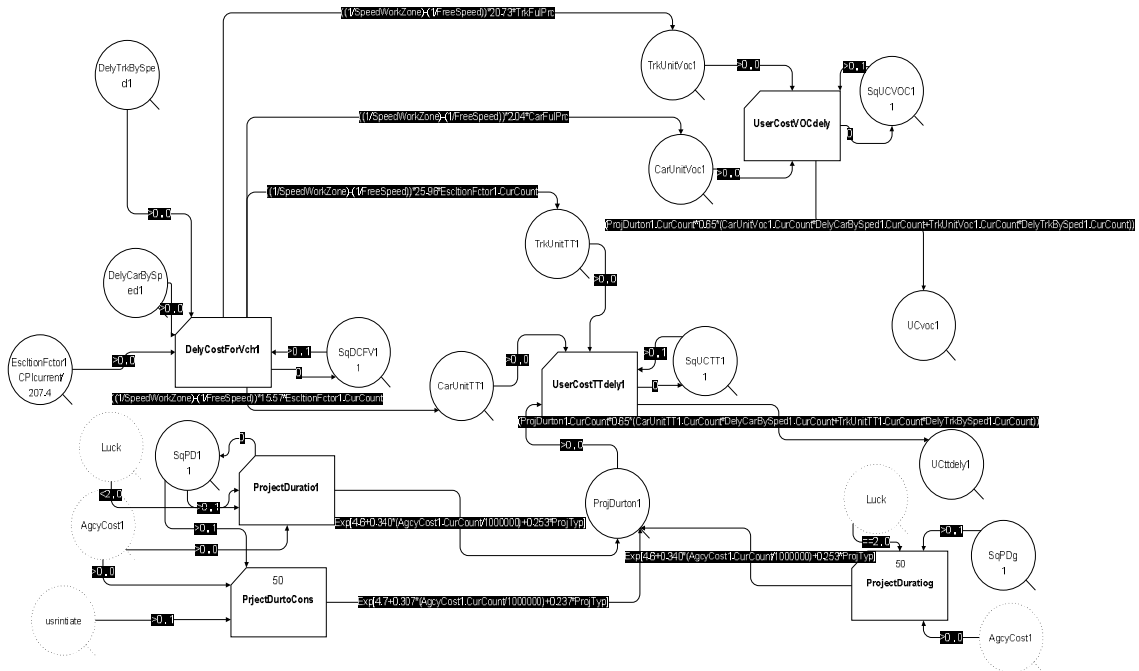 ((1/SpeedWorkZone)-(1/FreeSpeed))*20.73*TrkFulPrc
DelyTrkBySpe
d1
TrkUnitVoc1
>0.0
>0.1
SqUCVOC1
1
UserCostVOCdely
0
((1/SpeedWorkZone)-(1/FreeSpeed))*2.04*CarFulPrc
CarUnitVoc1
>0.0
((1/SpeedWorkZone)-(1/FreeSpeed))*25.96*EscltionFctor1.CurCount
>0.0
TrkUnitTT1
(ProjDurton1.CurCount*0.65*(CarUnitVoc1.CurCount*DelyCarBySped1.CurCount+TrkUnitVoc1.CurCount*DelyTrkBySped1.CurCount))
DelyCarBySp
ed1
>0.0
>0.0
UCvoc1
EscltionFctor1
CPIcurrent/
207.4
>0.0
DelyCostForVchr1
>0.1
0
SqDCFV1
1
CarUnitTT1
>0.0
UserCostTTdely1
>0.1
0
SqUCTT1
1
((1/SpeedWorkZone)-(1/FreeSpeed))*15.57*EscltionFctor1.CurCount
(ProjDurton1.CurCount*0.65*(CarUnitTT1.CurCount*DelyCarBySped1.CurCount+TrkUnitTT1.CurCount*DelyTrkBySped1.CurCount))
Luck
SqPD1
1
0
>0.0
UCttdely1
<2.0
>0.1
ProjectDuratio1
ProjDurton1
Luck
AgcyCost1
>0.1
>0.0
Exp[4.6+0.340*(AgcyCost1.CurCount/1000000)+0.253*ProjTyp]
==2.0
>0.1
SqPDg
1
>0.0
Exp[4.6+0.340*(AgcyCost1.CurCount/1000000)+0.253*ProjTyp]
50
PrjectDurtoCons
50
ProjectDuratiog
usrintiate
>0.1
Exp[4.7+0.307*(AgcyCost1.CurCount/1000000)+0.237*ProjTyp]
>0.0
AgcyCost1